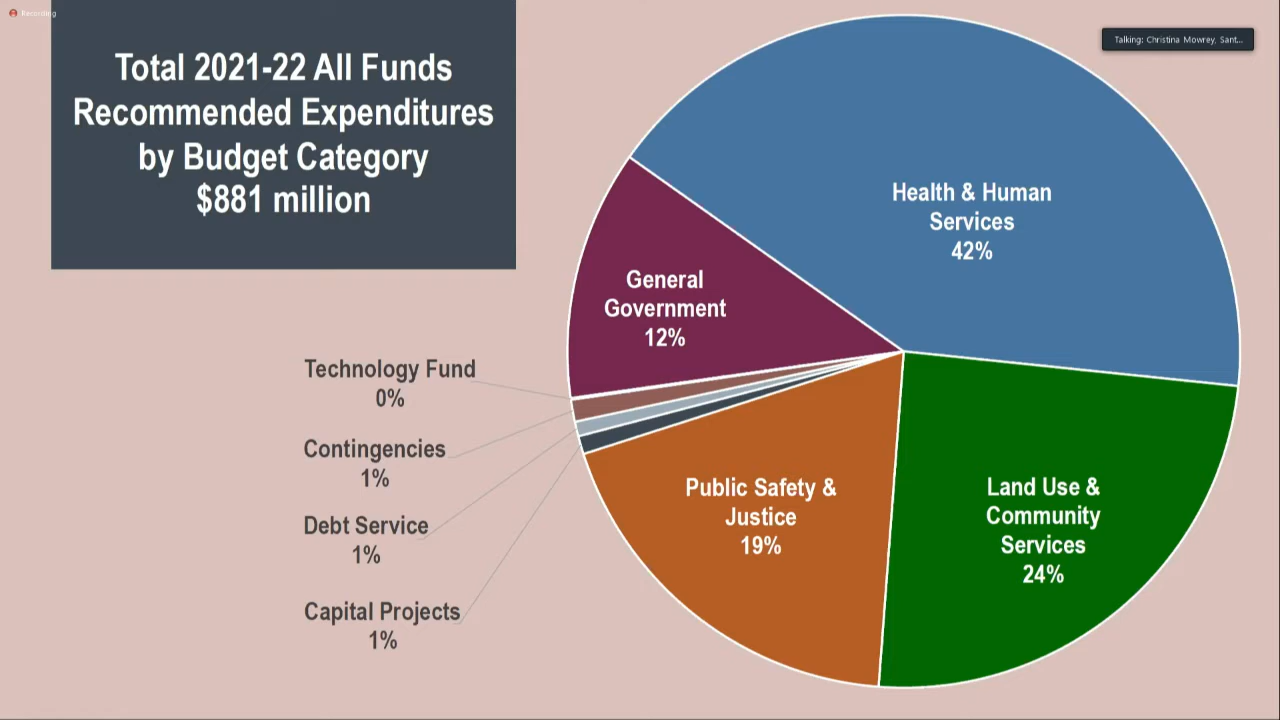 Recording
Talking: Christina Mowrey, Sant...
Total 2021-22 All Funds
Recommended Expenditures
by Budget Category
$881 million
Health & Human
Services
42%
General
Government
12%
Technology Fund
0%
Contingencies
1%
Debt Service
1%
Capital Projects
1%
Public Safety &
Justice
19%
Land Use &
Community
Services
24%